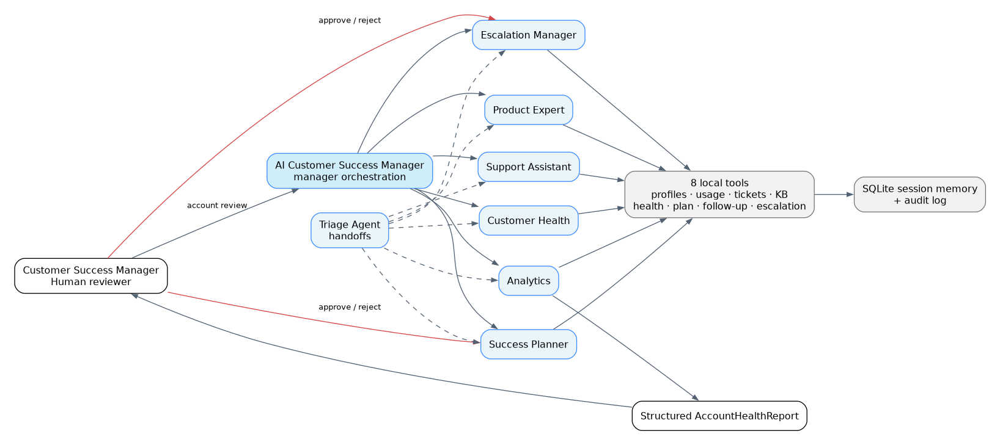 approve / reject
Escalation Manager
Product Expert
AI Customer Success Manager
manager orchestration
Support Assistant
8 local tools
profiles · usage · tickets · KB
health · plan · follow-up · escalation
SQLite session memory
+ audit log
account review
Triage Agent
handoffs
Customer Health
Customer Success Manager
Human reviewer
Analytics
approve / reject
Success Planner
Structured AccountHealthReport